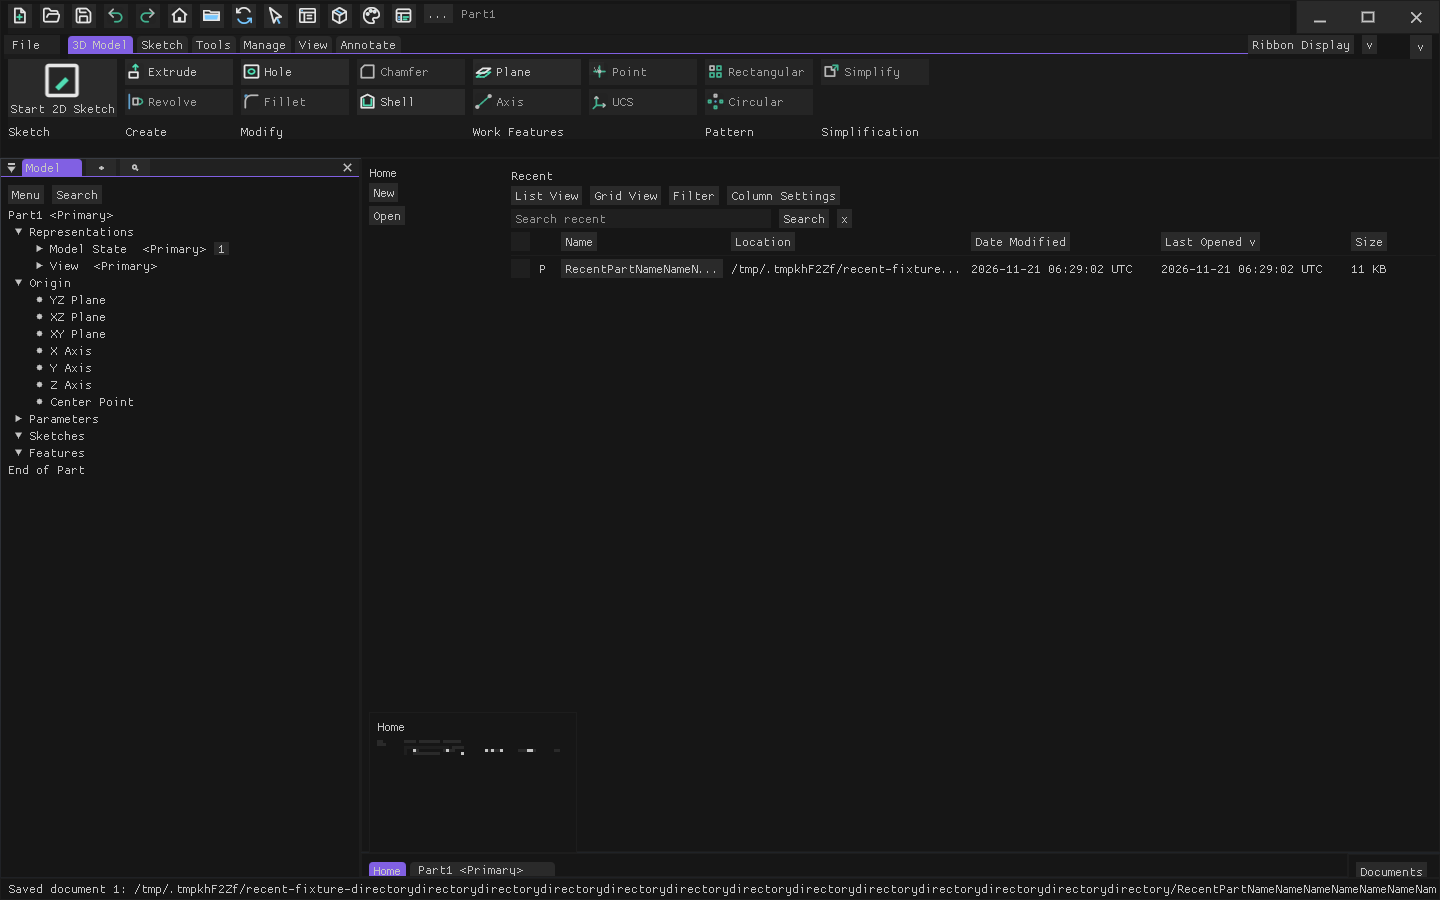 ... Part1
File 3D Model Sketch Tools Manage View Annotate Ribbon Display v v
Start 2D Sketch Extrude Hole Chamfer Plane Point Rectangular Simplify
Revolve Fillet Shell Axis UCS Circular
Sketch Create Modify Work Features Pattern Simplification
Model
Menu Search
Part1 <Primary>
Representations
Model State <Primary> 1
View <Primary>
Origin
YZ Plane
XZ Plane
XY Plane
X Axis
Y Axis
Z Axis
Center Point
Parameters
Sketches
Features
End of Part
Home
New
Open
Recent
List View Grid View Filter Column Settings
Search recent Search x
Name Location Date Modified Last Opened v Size
P RecentPartNameNameN... /tmp/.tmpkhF2Zf/recent-fixture... 2026-11-21 06:29:02 UTC 2026-11-21 06:29:02 UTC 11 KB
Home
Home Part1 <Primary> Documents
Saved document 1: /tmp/.tmpkhF2Zf/recent-fixture-directorydirectorydirectorydirectorydirectorydirectorydirectorydirectorydirectorydirectorydirectorydirectorydirectory/RecentPartNameNameNameNameNameNameNam